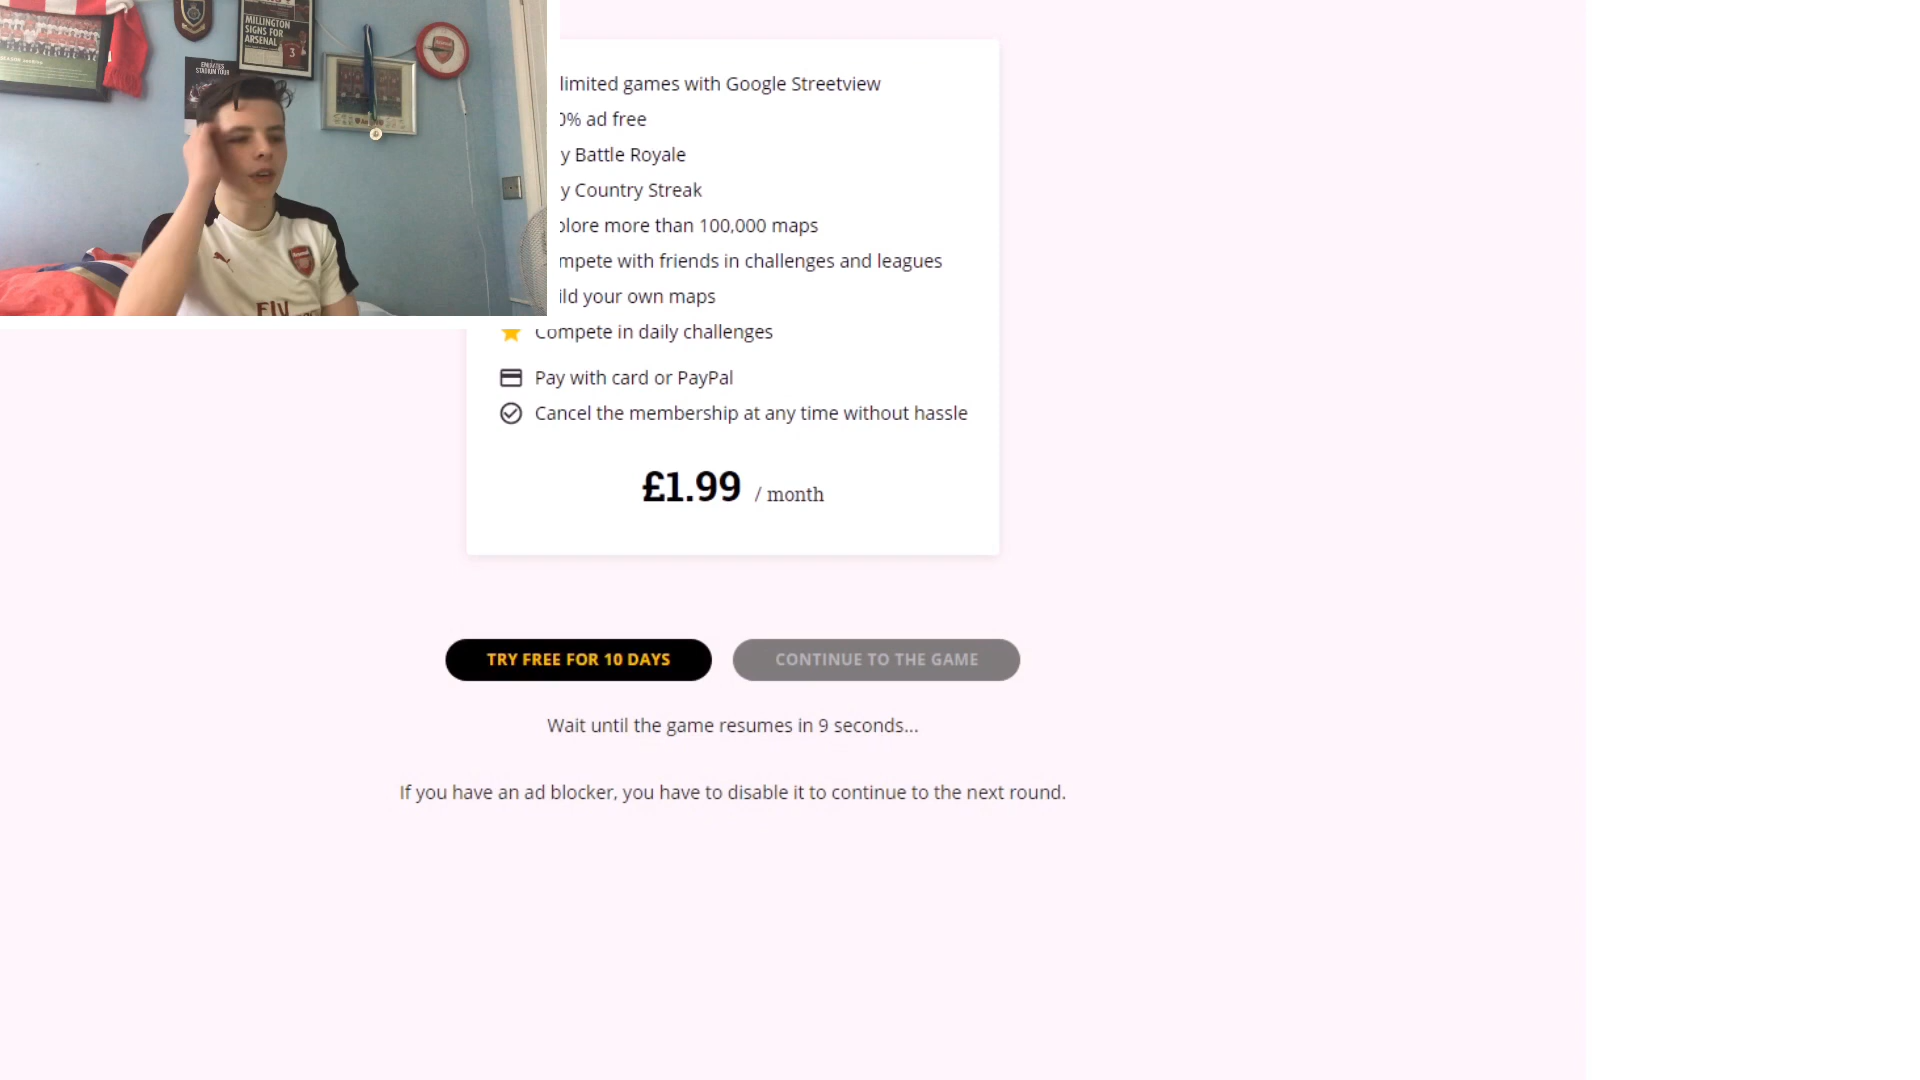 MILLINGTON
SIGNS FOR
ARSENAL
3
EMIRATES
STADIUM TOUR
limited games with Google Streetview
0% ad free
y Battle Royale
y Country Streak
plore more than 100,000 maps
mpete with friends in challenges and leagues
ild your own maps
Compete in daily challenges
Pay with card or PayPal
Cancel the membership at any time without hassle
£1.99 / month
TRY FREE FOR 10 DAYS
CONTINUE TO THE GAME
Wait until the game resumes in 9 seconds...
If you have an ad blocker, you have to disable it to continue to the next round.